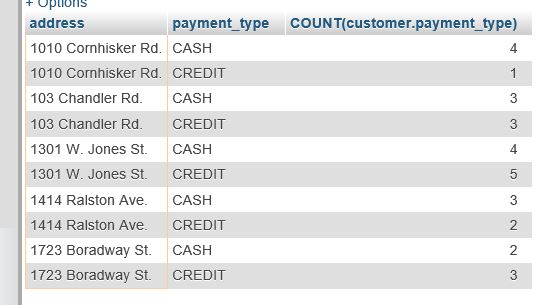 + Options
address payment_type COUNT(customer.payment_type)
1010 Cornhisker Rd. CASH 4
1010 Cornhisker Rd. CREDIT 1
103 Chandler Rd. CASH 3
103 Chandler Rd. CREDIT 3
1301 W. Jones St. CASH 4
1301 W. Jones St. CREDIT 5
1414 Ralston Ave. CASH 3
1414 Ralston Ave. CREDIT 2
1723 Boradway St. CASH 2
1723 Boradway St. CREDIT 3